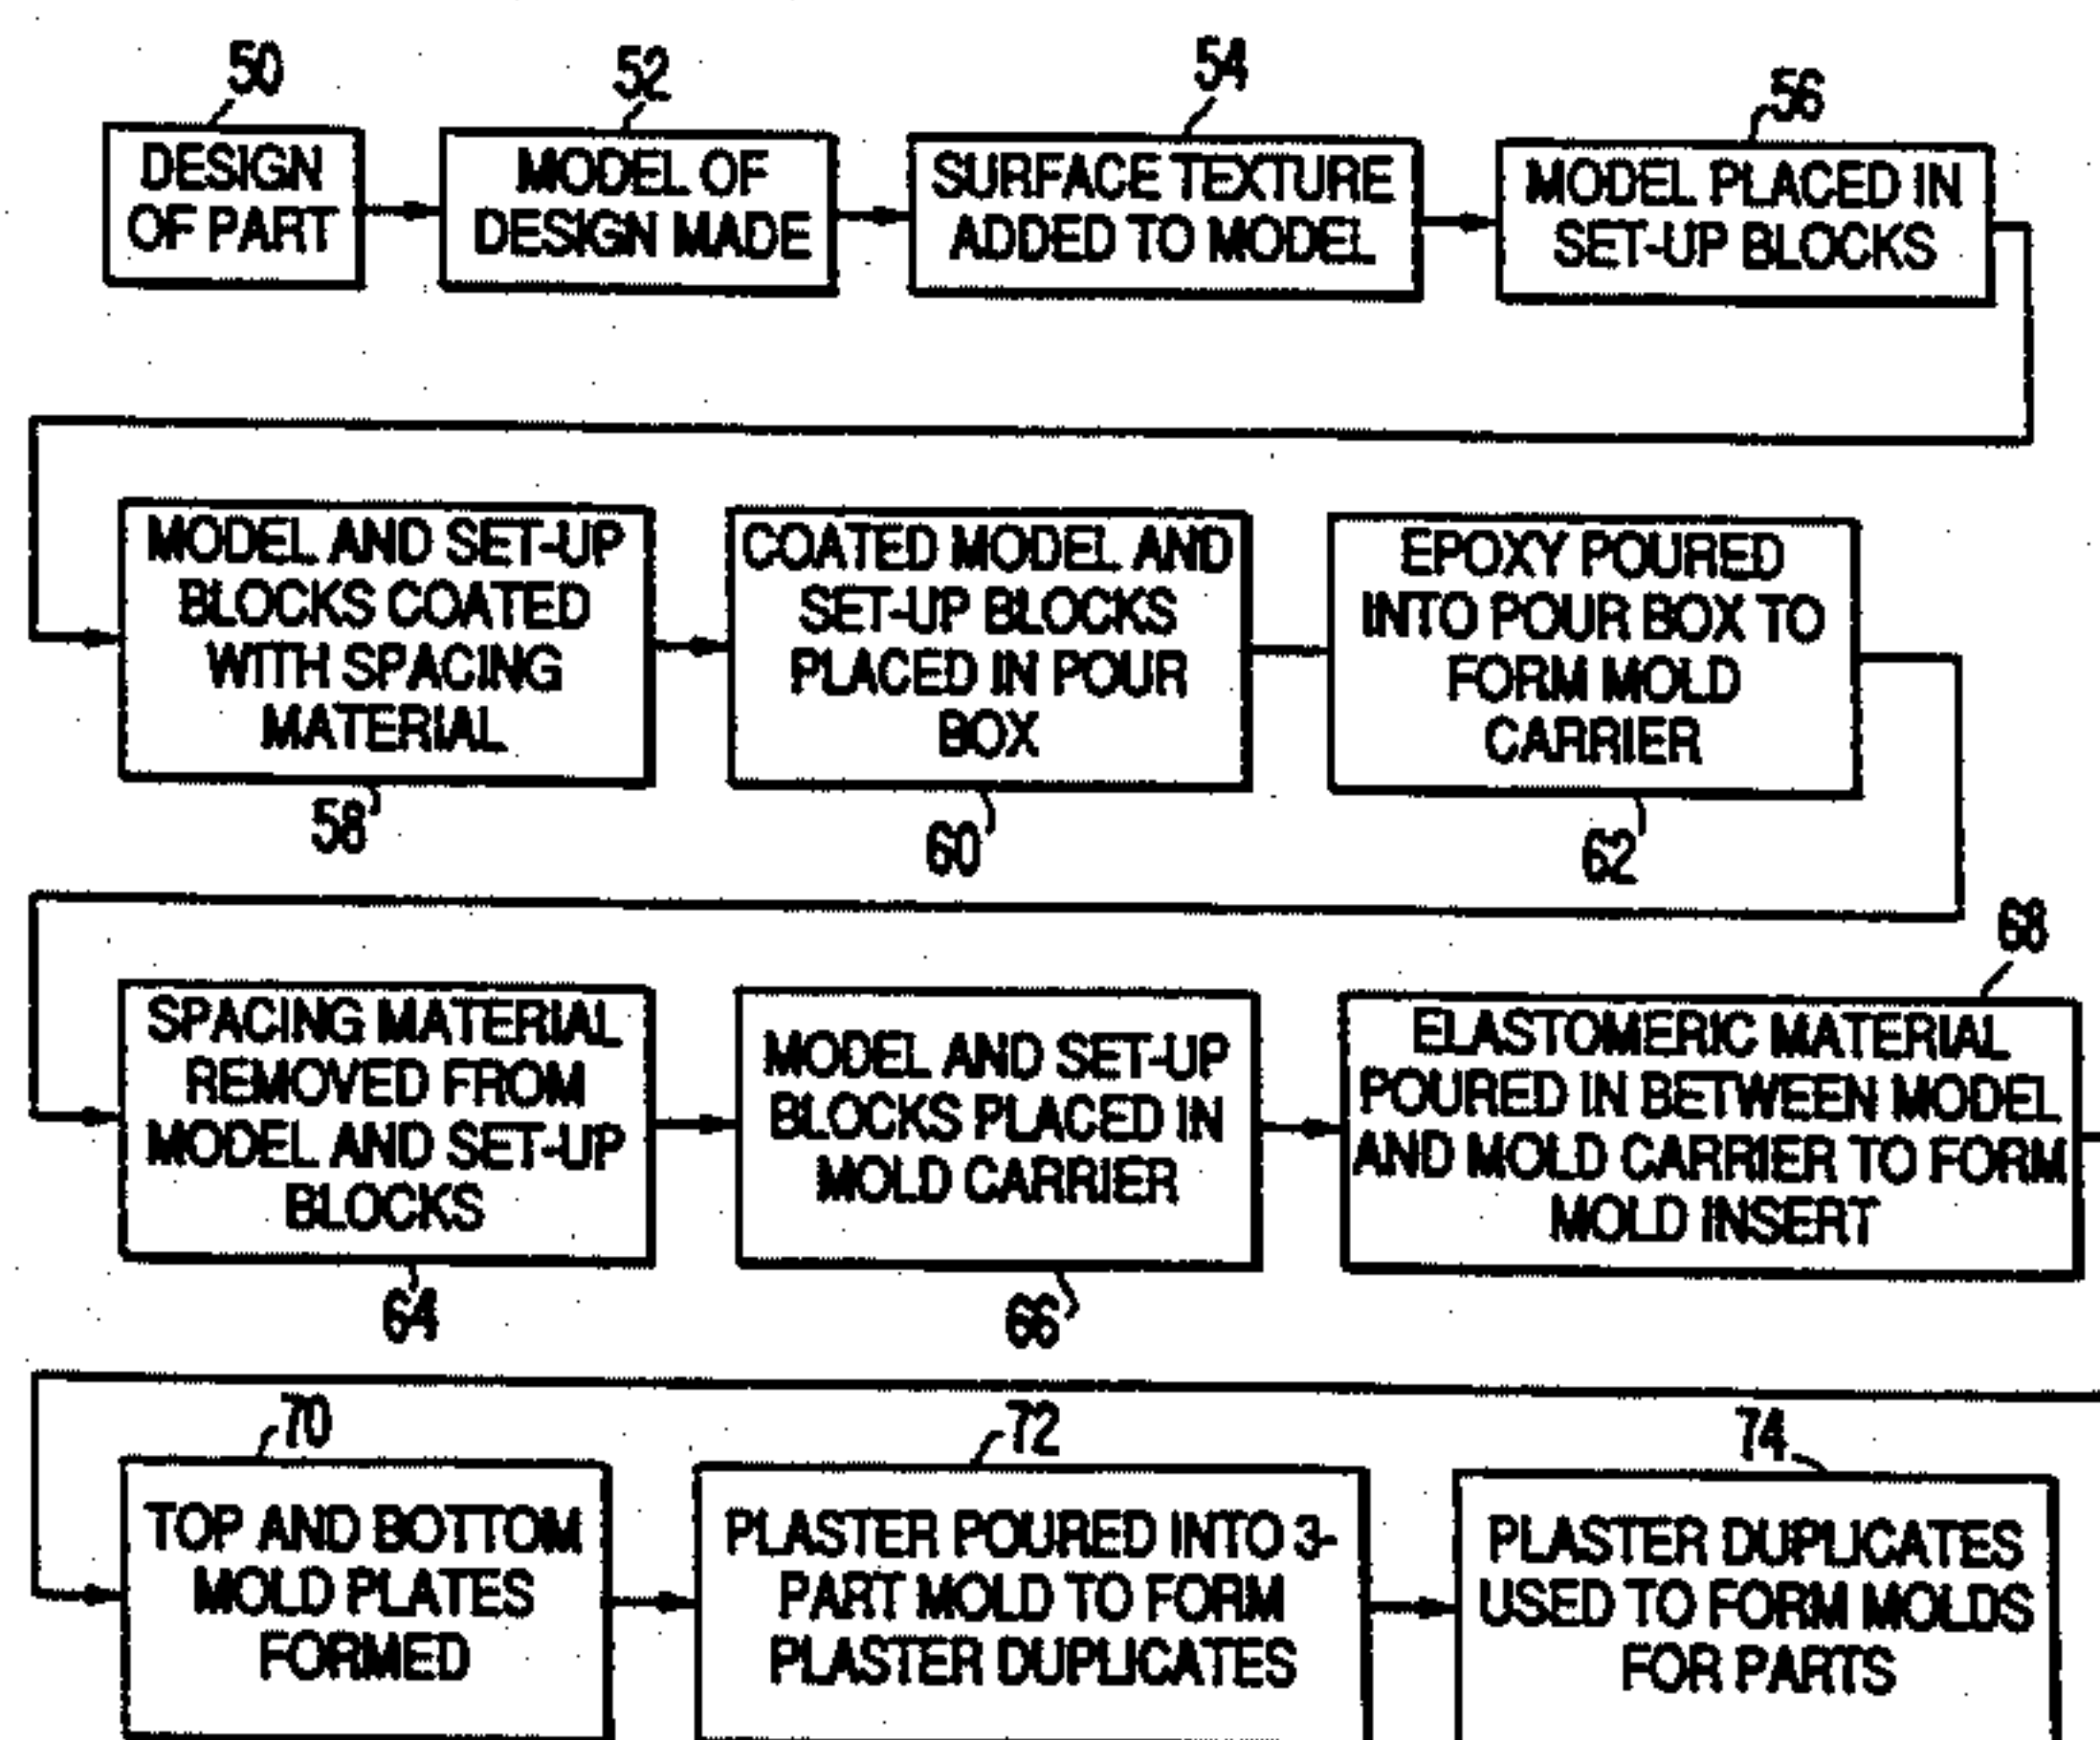 50
DESIGN
OF PART
52
MODEL OF
DESIGN MADE
54
SURFACE TEXTURE
ADDED TO MODEL
56
MODEL PLACED IN
SET-UP BLOCKS
MODEL AND SET-UP
BLOCKS COATED
WITH SPACING
MATERIAL
58
COATED MODEL AND
SET-UP BLOCKS
PLACED IN POUR
BOX
60
EPOXY POURED
INTO POUR BOX TO
FORM MOLD
CARRIER
62
SPACING MATERIAL
REMOVED FROM
MODEL AND SET-UP
BLOCKS
64
MODEL AND SET-UP
BLOCKS PLACED IN
MOLD CARRIER
66
68
ELASTOMERIC MATERIAL
POURED IN BETWEEN MODEL
AND MOLD CARRIER TO FORM
MOLD INSERT
70
TOP AND BOTTOM
MOLD PLATES
FORMED
72
PLASTER POURED INTO 3-
PART MOLD TO FORM
PLASTER DUPLICATES
74
PLASTER DUPLICATES
USED TO FORM MOLDS
FOR PARTS